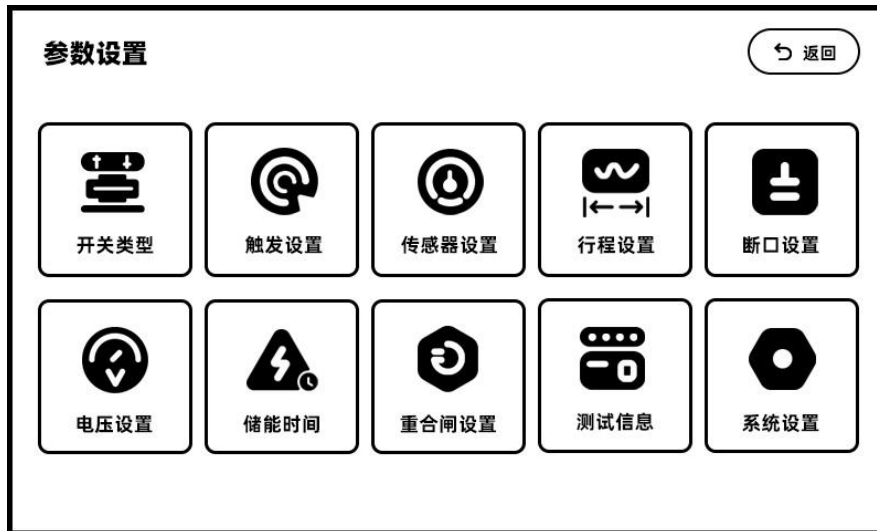 参数设置
返回
开关类型
触发设置
传感器设置
行程设置
断口设置
电压设置
储能时间
重合闸设置
测试信息
系统设置